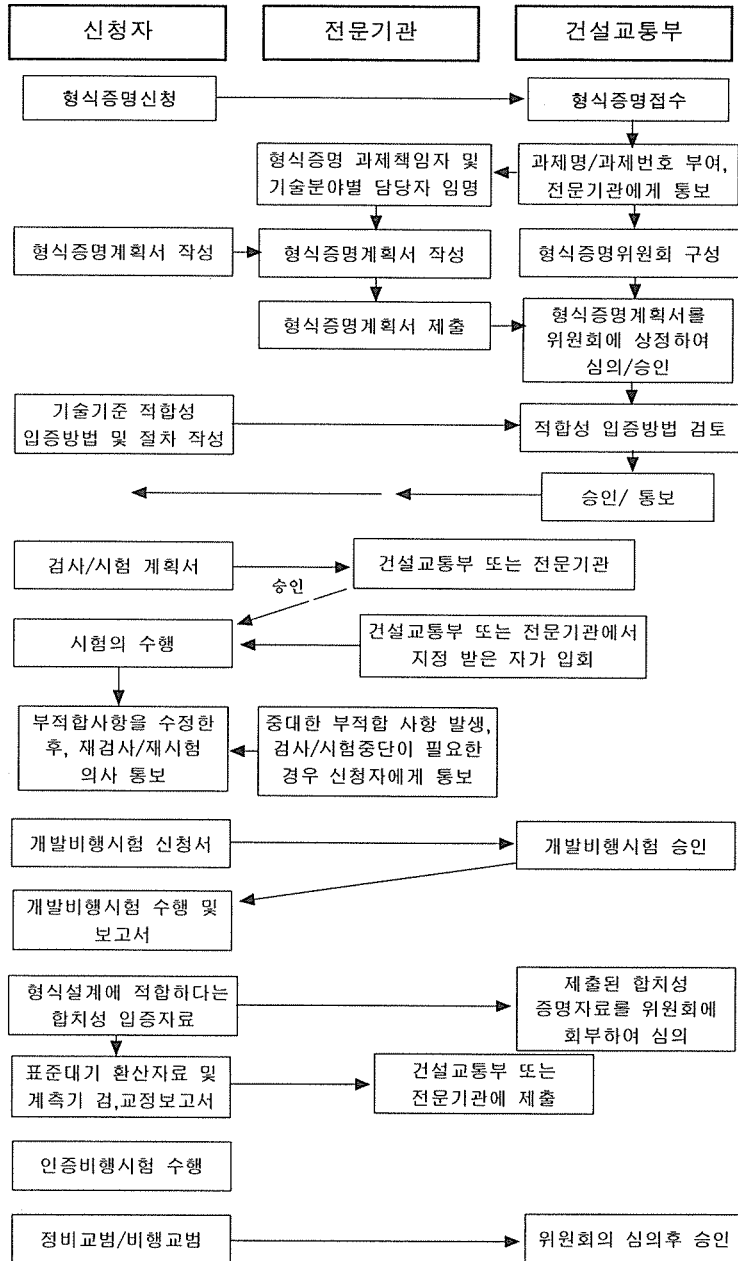 신청자
전문기관
건설교통부
형식증명신청
형식증명접수
형식증명 과제책임자 및
기술분야별 담당자 임명
과제명/과제번호 부여,
전문기관에게 통보
형식증명계획서 작성
형식증명계획서 작성
형식증명위원회 구성
형식증명계획서 제출
형식증명계획서를
위원회에 상정하여
심의/승인
기술기준 적합성
입증방법 및 절차 작성
적합성 입증방법 검토
승인/ 통보
검사/시험 계획서
건설교통부 또는 전문기관
승인
시험의 수행
건설교통부 또는 전문기관에서
지정 받은 자가 입회
부적합사항을 수정한
후, 재검사/재시험
의사 통보
중대한 부적합 사항 발생,
검사/시험중단이 필요한
경우 신청자에게 통보
개발비행시험 신청서
개발비행시험 승인
개발비행시험 수행 및
보고서
형식설계에 적합하다는
합치성 입증자료
제출된 합치성
증명자료를 위원회에
회부하여 심의
표준대기 환산자료 및
계측기 검,교정보고서
건설교통부 또는
전문기관에 제출
인증비행시험 수행
정비교범/비행교범
위원회의 심의후 승인